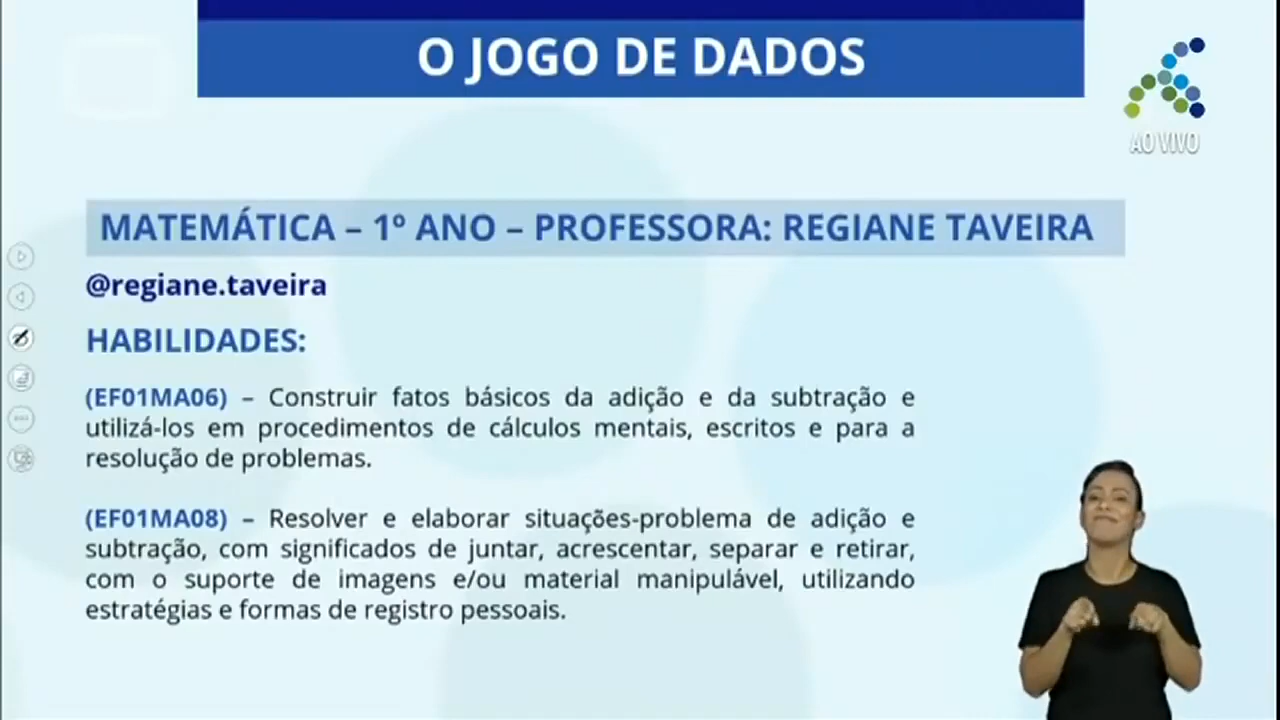 O JOGO DE DADOS
AO VIVO
MATEMÁTICA – 1º ANO – PROFESSORA: REGIANE TAVEIRA
@regiane.taveira
HABILIDADES:
(EF01MA06) – Construir fatos básicos da adição e da subtração e
utilizá-los em procedimentos de cálculos mentais, escritos e para a
resolução de problemas.
(EF01MA08) – Resolver e elaborar situações-problema de adição e
subtração, com significados de juntar, acrescentar, separar e retirar,
com o suporte de imagens e/ou material manipulável, utilizando
estratégias e formas de registro pessoais.